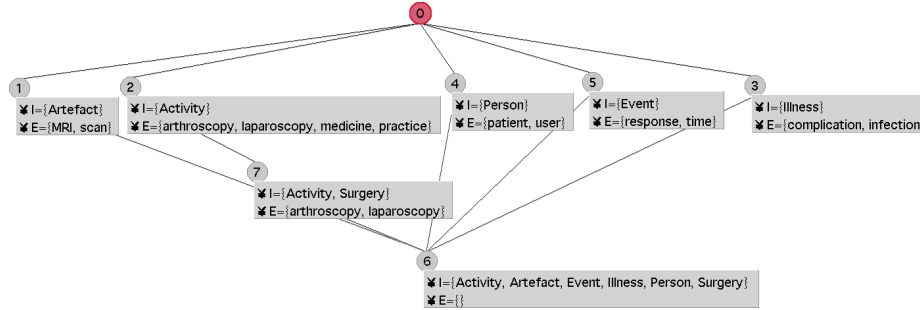 0
1
2
4
5
3
¥ I={Artefact}
¥ E={MRI, scan}
¥ I={Activity}
¥ E={arthroscopy, laparoscopy, medicine, practice}
¥ I={Person}
¥ E={patient, user}
¥ I={Event}
¥ E={response, time}
¥ I={Illness}
¥ E={complication, infection
7
¥ I={Activity, Surgery}
¥ E={arthroscopy, laparoscopy}
6
¥ I={Activity, Artefact, Event, Illness, Person, Surgery}
¥ E={}